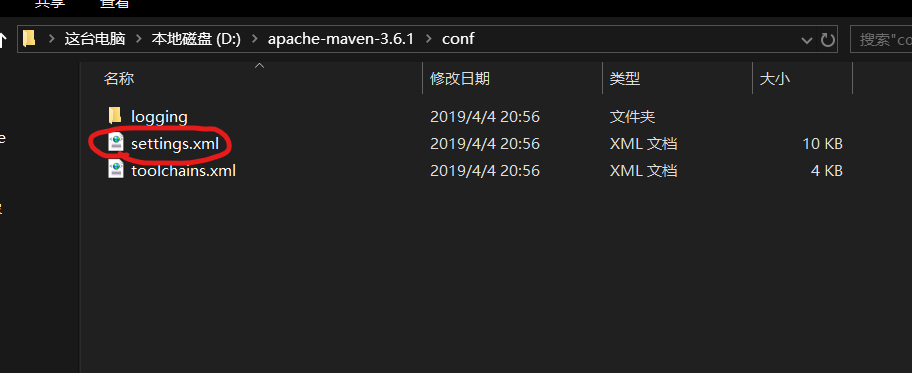 共享 查看
这台电脑 本地磁盘 (D:) apache-maven-3.6.1 conf 搜索"co
名称 修改日期 类型 大小
logging 2019/4/4 20:56 文件夹
settings.xml 2019/4/4 20:56 XML 文档 10 KB
toolchains.xml 2019/4/4 20:56 XML 文档 4 KB
e